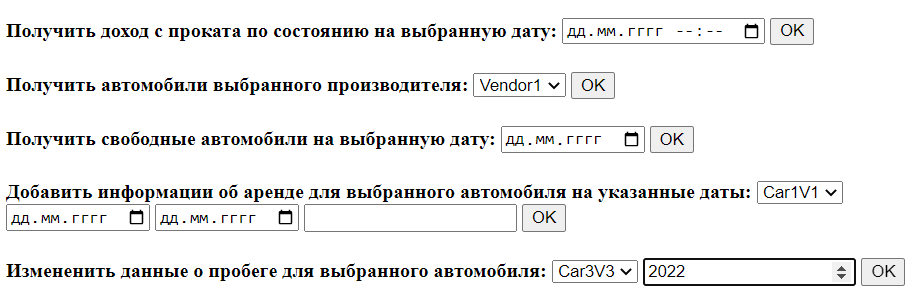 Получить доход с проката по состоянию на выбранную дату: дд.мм.гггг --:-- OK
Получить автомобили выбранного производителя: Vendor1 OK
Получить свободные автомобили на выбранную дату: дд.мм.гггг OK
Добавить информации об аренде для выбранного автомобиля на указанные даты: Car1V1
дд.мм.гггг дд.мм.гггг OK
Измененить данные о пробеге для выбранного автомобиля: Car3V3 2022 OK